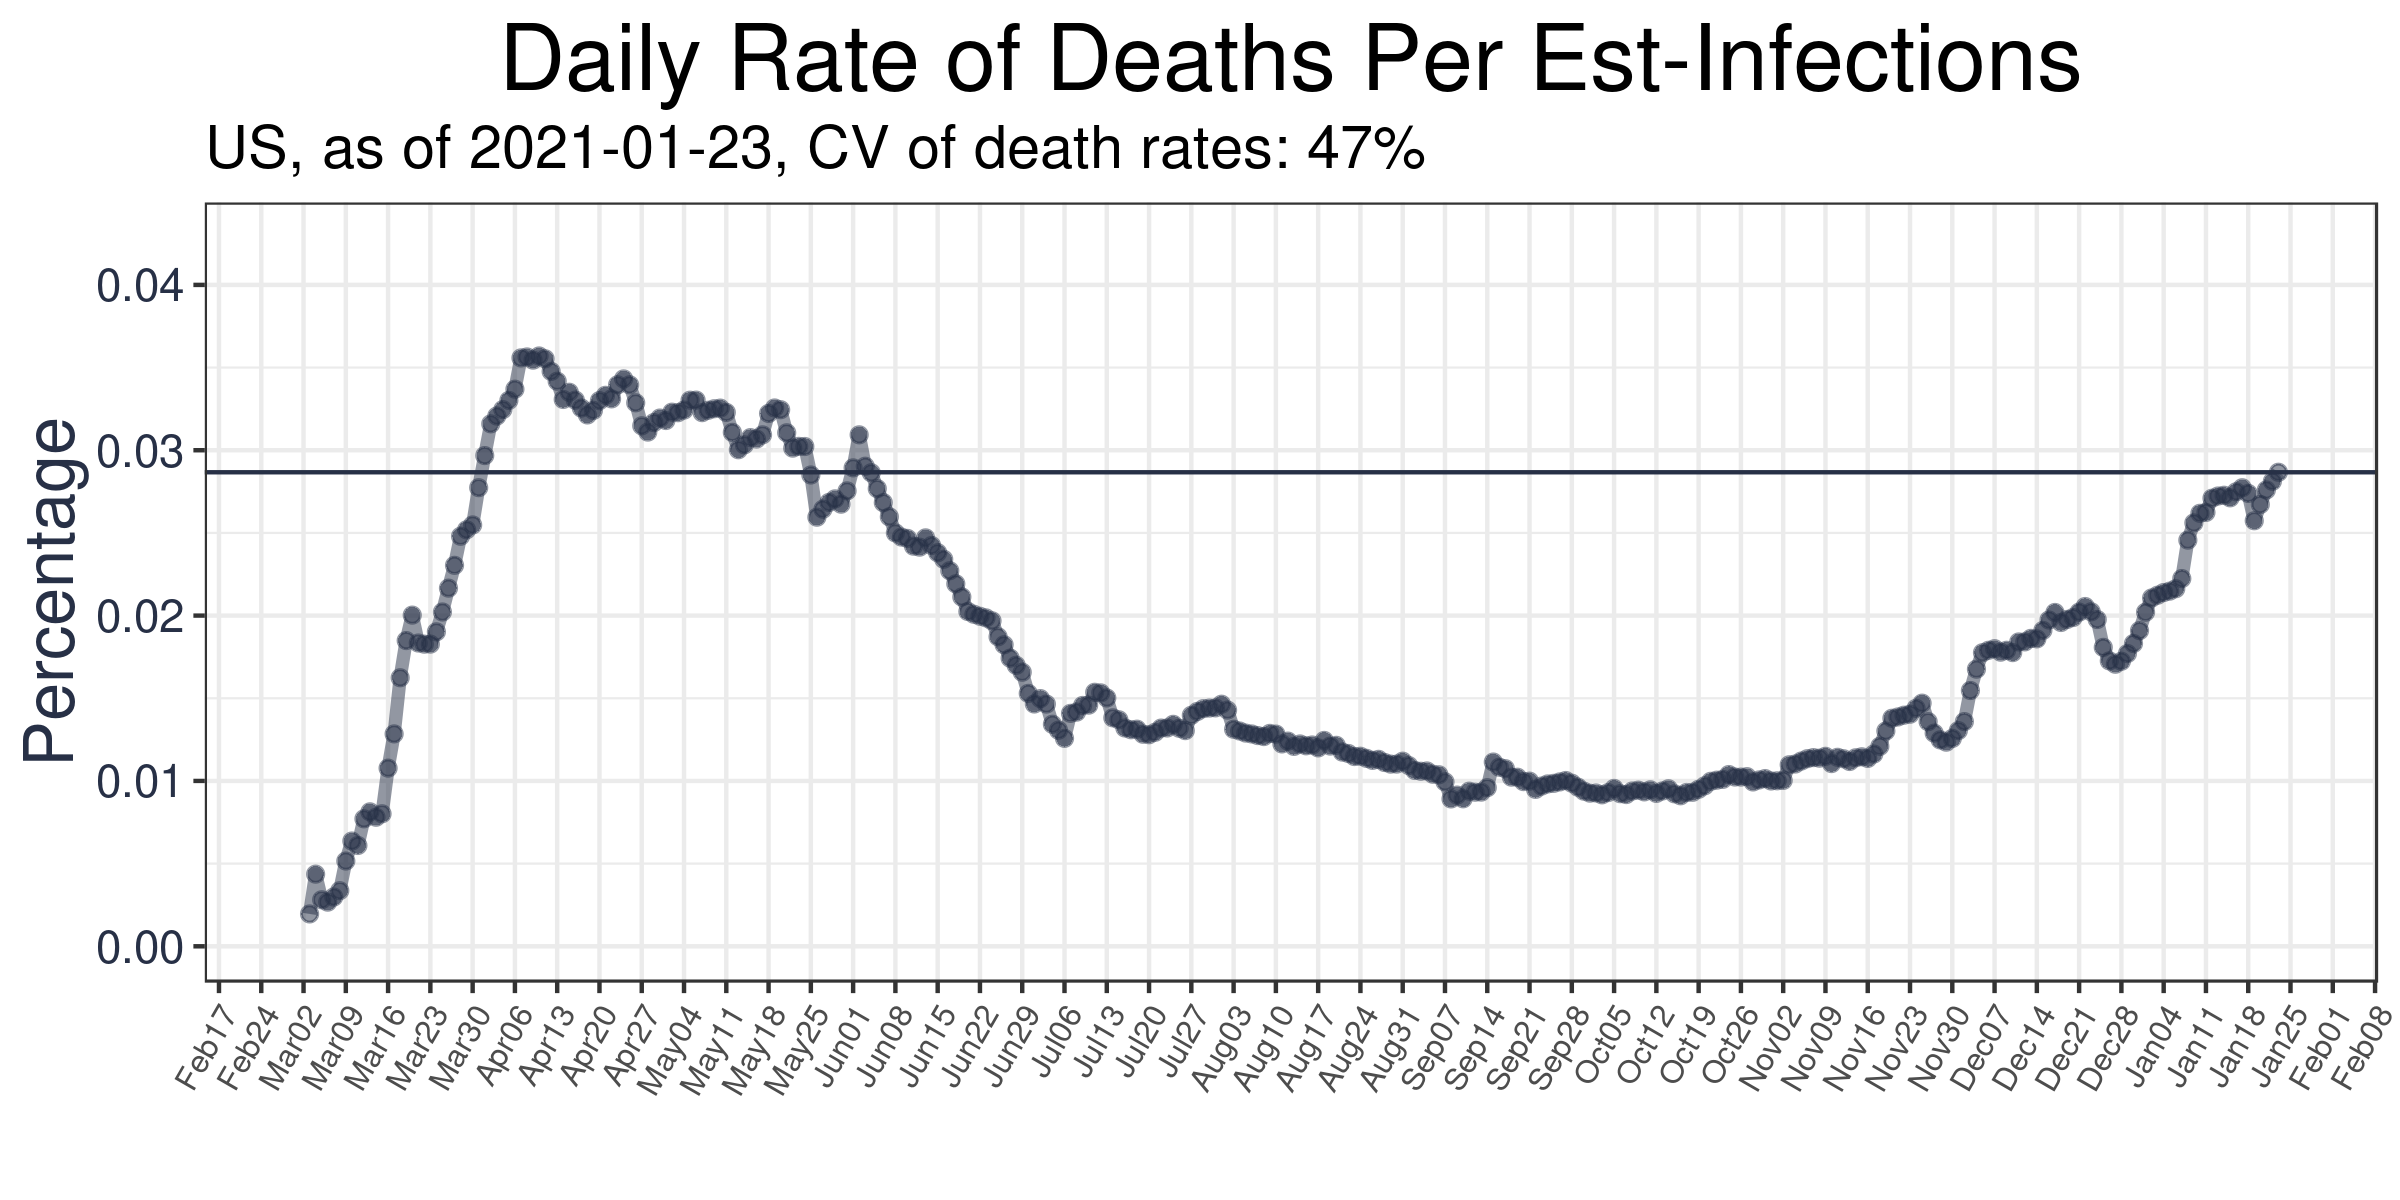 Daily Rate of Deaths Per Est-Infections
US, as of 2021-01-23, CV of death rates: 47%
Percentage
0.04
0.03
0.02
0.01
0.00
Feb17
Feb24
Mar02
Mar09
Mar16
Mar23
Mar30
Apr06
Apr13
Apr20
Apr27
May04
May11
May18
May25
Jun01
Jun08
Jun15
Jun22
Jun29
Jul06
Jul13
Jul20
Jul27
Aug03
Aug10
Aug17
Aug24
Aug31
Sep07
Sep14
Sep21
Sep28
Oct05
Oct12
Oct19
Oct26
Nov02
Nov09
Nov16
Nov23
Nov30
Dec07
Dec14
Dec21
Dec28
Jan04
Jan11
Jan18
Jan25
Feb01
Feb08